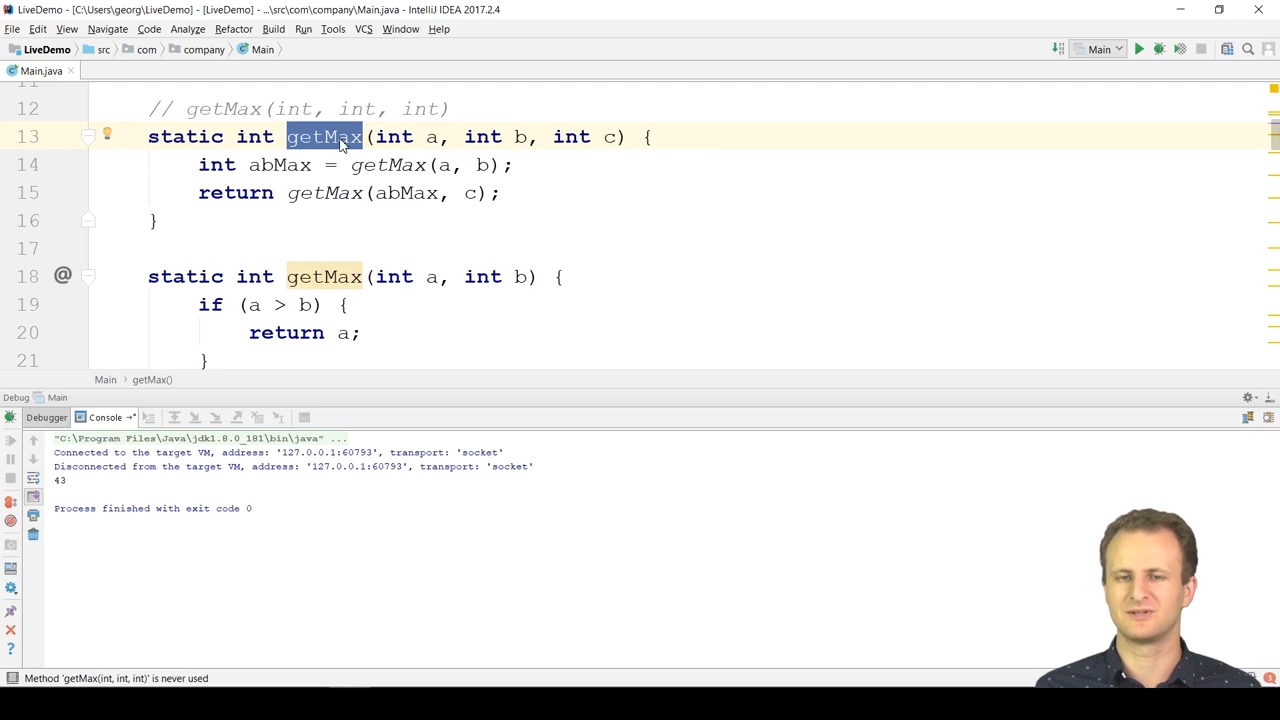 LiveDemo - [C:\Users\georg\LiveDemo] - [LiveDemo] - ...\src\com\company\Main.java - IntelliJ IDEA 2017.2.4
File Edit View Navigate Code Analyze Refactor Build Run Tools VCS Window Help
LiveDemo src com company Main Main
Main.java
11
12 // getMax(int, int, int)
13 static int getMax(int a, int b, int c) {
14 int abMax = getMax(a, b);
15 return getMax(abMax, c);
16 }
17
18 @ static int getMax(int a, int b) {
19 if (a > b) {
20 return a;
21 }
Main getMax()
Debug Main
Debugger Console
"C:\Program Files\Java\jdk1.8.0_181\bin\java" ...
Connected to the target VM, address: '127.0.0.1:60793', transport: 'socket'
Disconnected from the target VM, address: '127.0.0.1:60793', transport: 'socket'
43
Process finished with exit code 0
Method 'getMax(int, int, int)' is never used 3